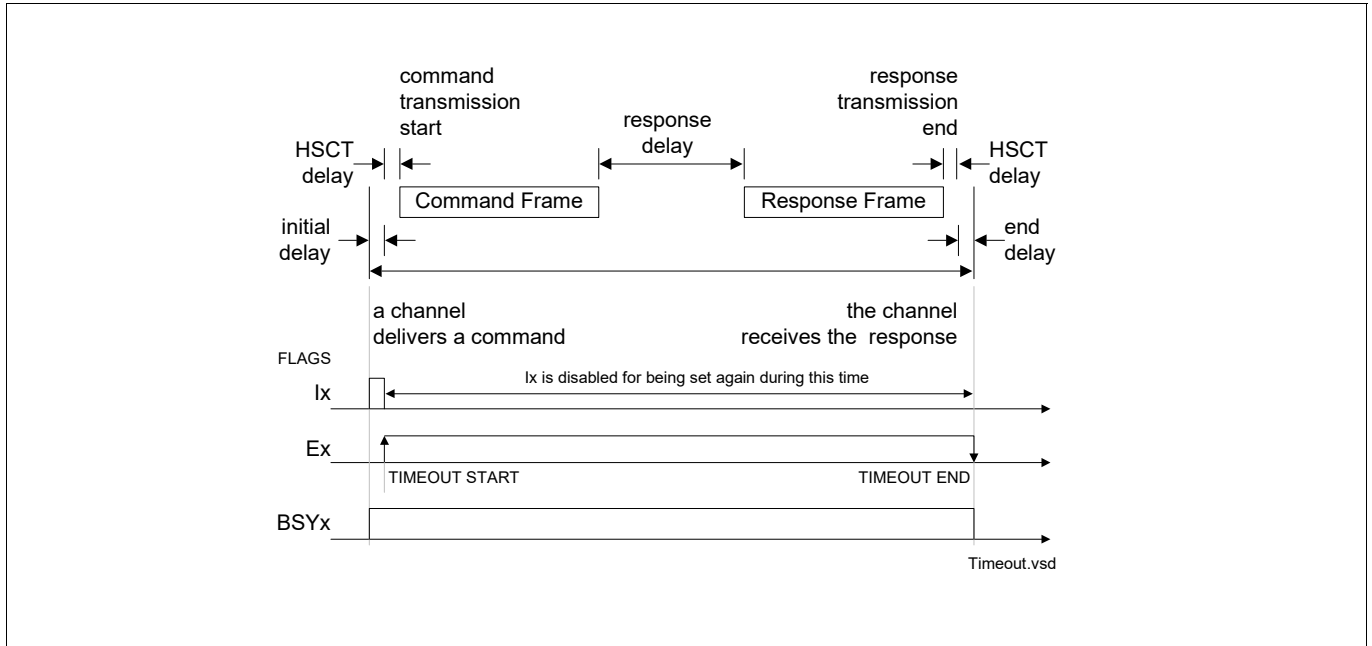 command
transmission
start
response
delay
response
transmission
end
HSCT
delay
HSCT
delay
Command Frame
Response Frame
initial
delay
end
delay
a channel
delivers a command
the channel
receives the response
FLAGS
Ix
Ix is disabled for being set again during this time
Ex
TIMEOUT START
TIMEOUT END
BSYx
Timeout.vsd